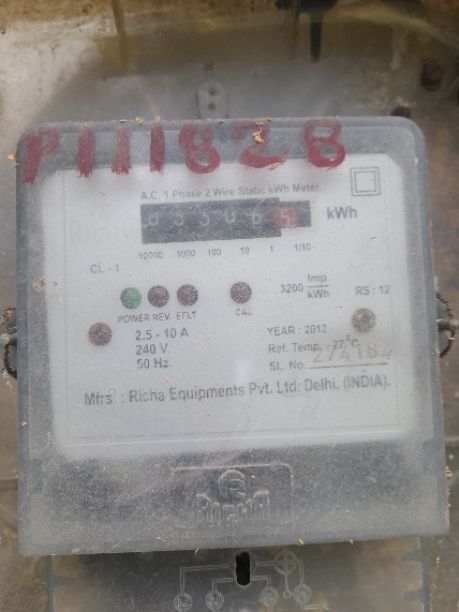 P111828
A.C. 1 Phase 2 Wire Static kWh Meter.
kWh
10000 1000 100 10 1 1/10
CL-1
3200 Imp/kWh RS : 12
POWER REV. EFLT CAL
2.5 - 10 A
240 V.
50 Hz.
YEAR : 2012
Ref. Temp. 27°C
SL. No. 274164
Mfrs. : Richa Equipments Pvt. Ltd. Delhi, (INDIA).
RICHA